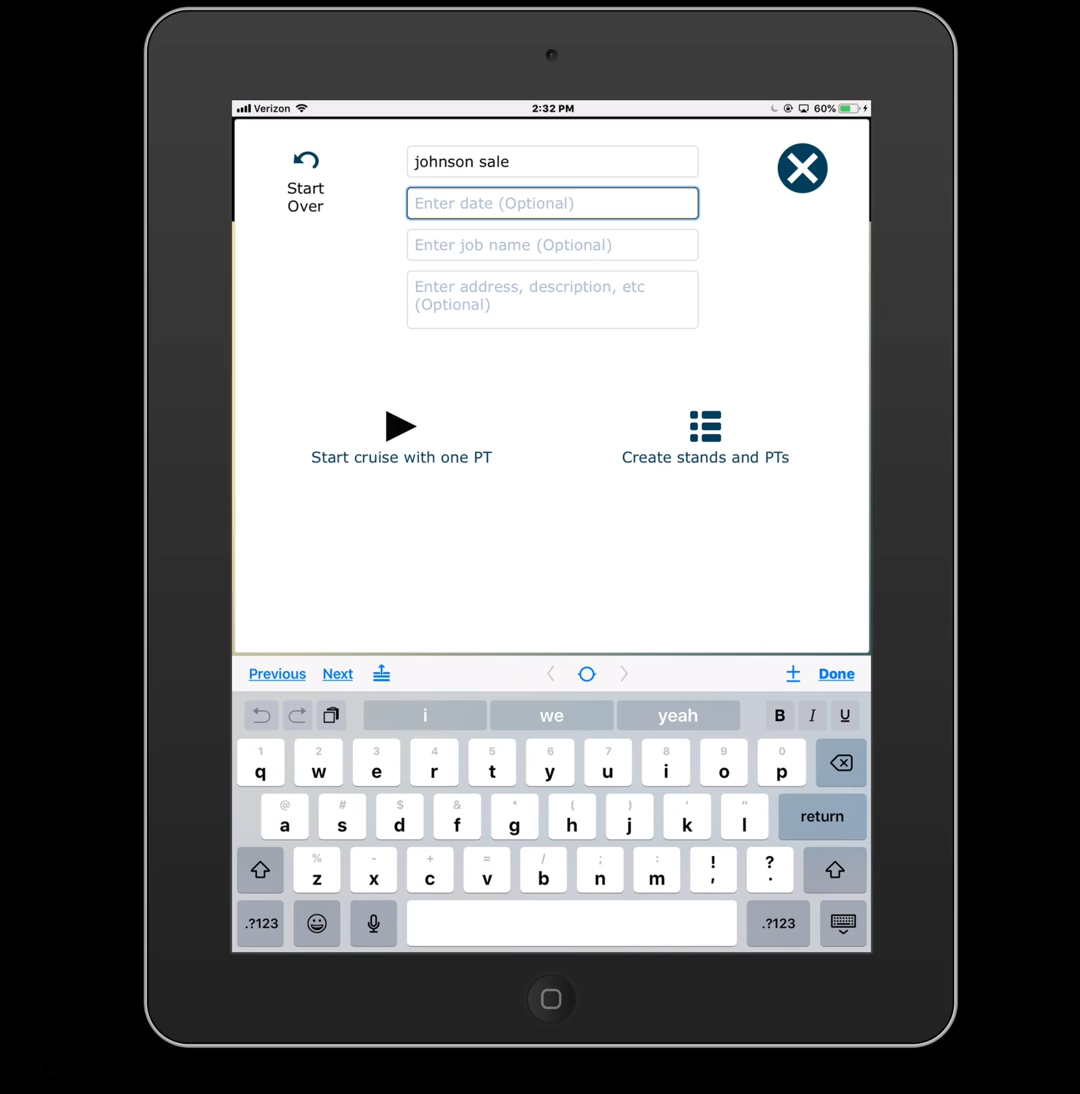 Verizon 2:32 PM 60%
johnson sale
Start
Over
Enter date (Optional)
Enter job name (Optional)
Enter address, description, etc
(Optional)
Start cruise with one PT Create stands and PTs
Previous Next Done
i we yeah B I U
1 2 3 4 5 6 7 8 9 0
q w e r t y u i o p
@ # $ & * ( ) ' "
a s d f g h j k l return
% - + = / ; : ! ?
z x c v b n m , .
.?123 .?123